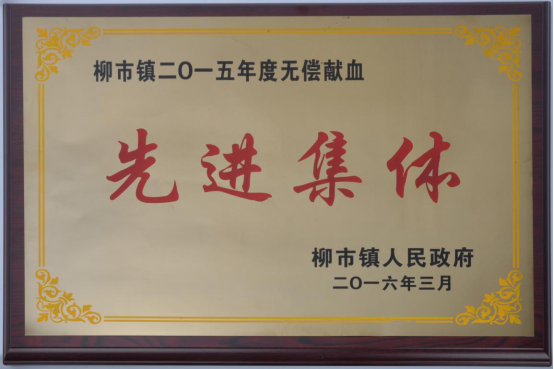 柳市镇二〇一五年度无偿献血
先进集体
柳市镇人民政府
二〇一六年三月